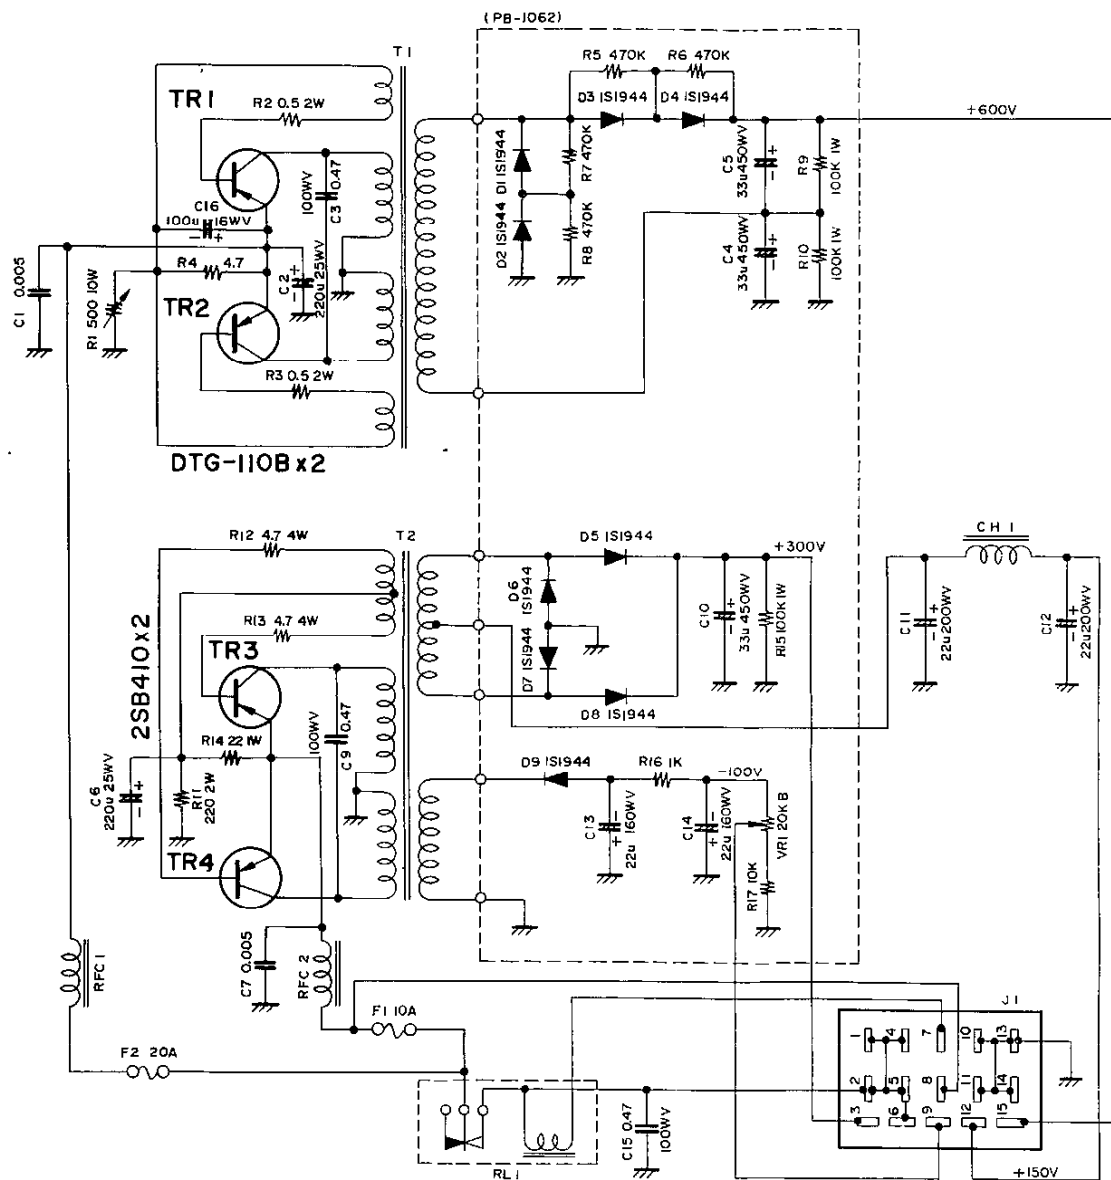 (PB-1062)
T1
R5 470K
R6 470K
TR1
R2 0.5 2W
D3 1S1944
D4 1S1944
+600V
D1 1S1944
R7 470K
C5
33u 450WV
R9
100K 1W
100WV
C3 0.47
C16
100u 16WV
D2 1S1944
R8 470K
C4
33u 450WV
R10
100K 1W
R4 4.7
C2
220u 25WV
C1 0.005
R1 500 10W
TR2
R3 0.5 2W
DTG-110B x 2
R12 4.7 4W
T2
D5 1S1944
+300V
CH 1
D6
1S1944
R13 4.7 4W
2SB410 x 2
TR3
D7 1S1944
C10
33u 450WV
R15 100K 1W
C11
22u 200WV
C12
22u 200WV
D8 1S1944
R14 22 1W
100WV
C9 0.47
C6
220u 25WV
R11
220 2W
D9 1S1944
R16 1K
-100V
C13
22u 160WV
C14
22u 160WV
VR1 20K B
TR4
R17 10K
RFC 1
C7 0.005
RFC 2
F1 10A
J1
1
4
7
10
13
F2 20A
2
5
8
11
14
3
6
9
12
15
C15 0.47
100WV
RL 1
+150V